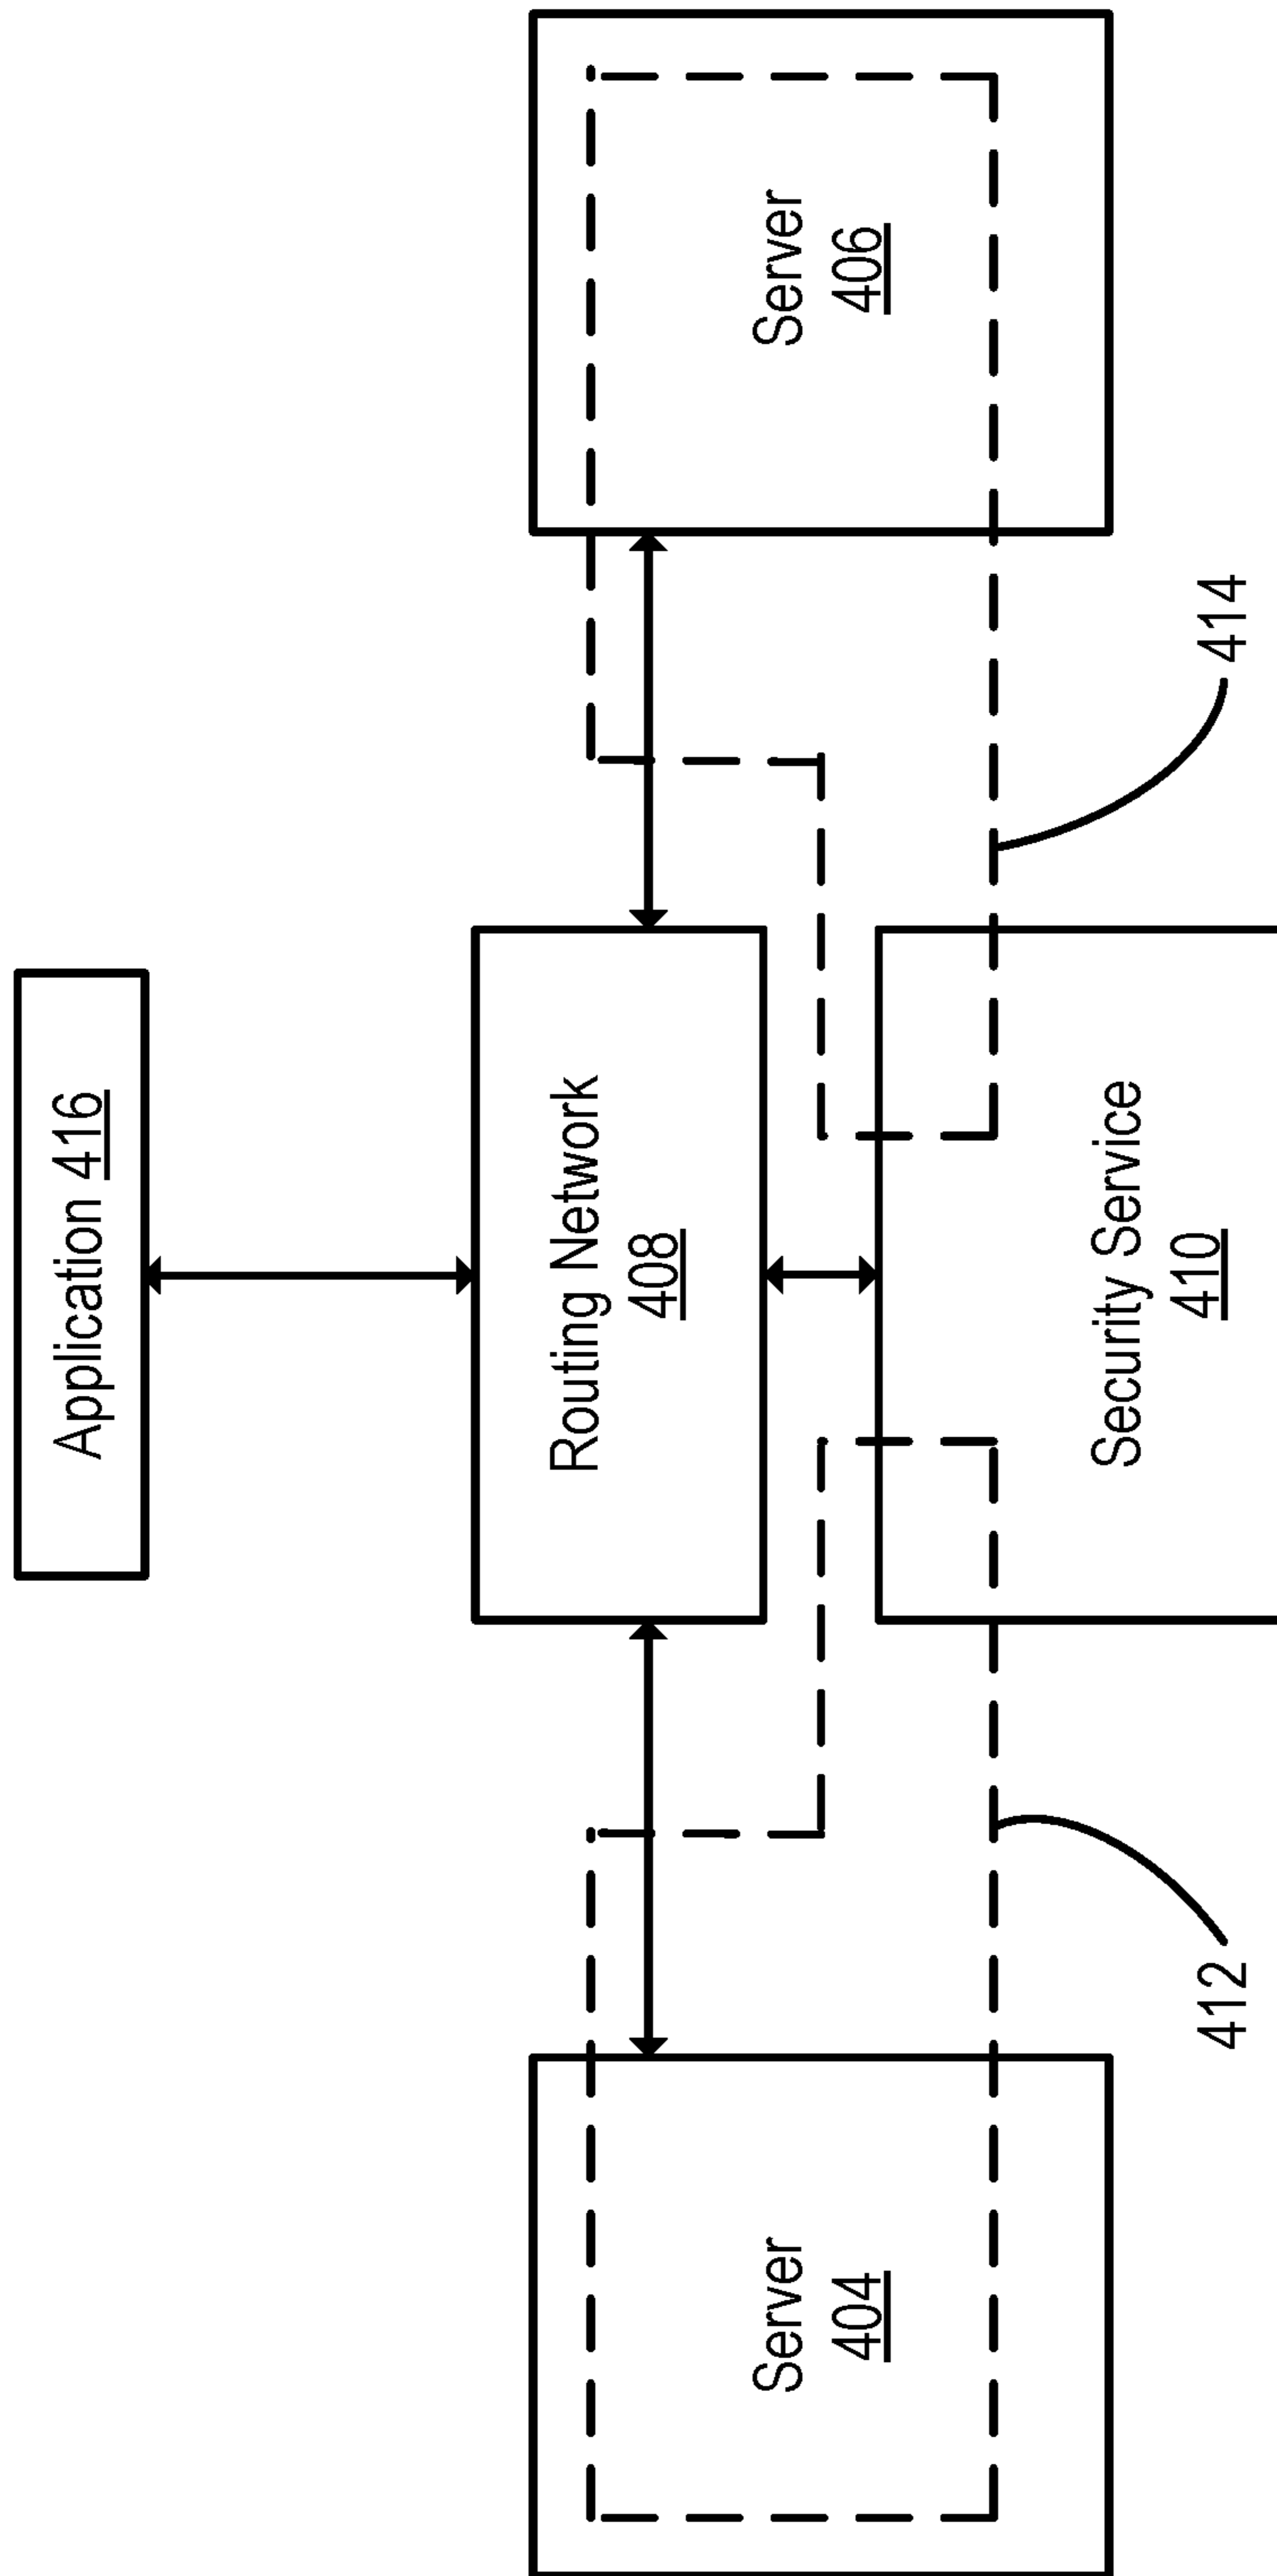 Application 416
Routing Network
408
Server
404
Server
406
Security Service
410
412
414